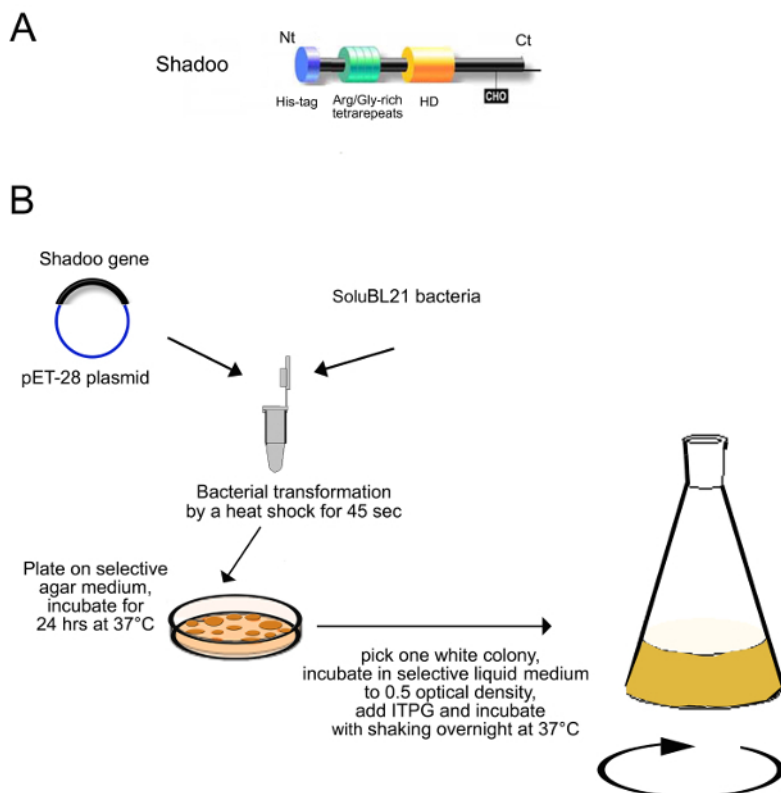 A
Nt
Ct
Shadoo
CHO
His-tag
Arg/Gly-rich
tetrarepeats
HD
B
Shadoo gene
SoluBL21 bacteria
pET-28 plasmid
Bacterial transformation
by a heat shock for 45 sec
Plate on selective
agar medium,
incubate for
24 hrs at 37°C
pick one white colony,
incubate in selective liquid medium
to 0.5 optical density,
add ITPG and incubate
with shaking overnight at 37°C